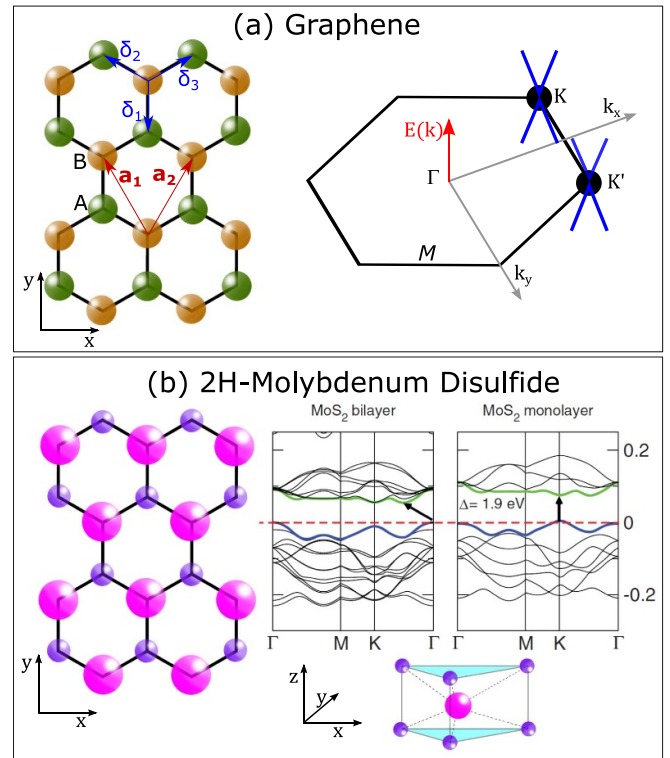 (a) Graphene
δ₂
δ₃
δ₁
B
a₁
a₂
A
y
x
E(k)
Γ
K
kₓ
K'
M
k_y
(b) 2H-Molybdenum Disulfide
MoS₂ bilayer
MoS₂ monolayer
0.2
Δ= 1.9 eV
0
-0.2
Γ M K Γ
Γ M K Γ
y
x
z
y
x